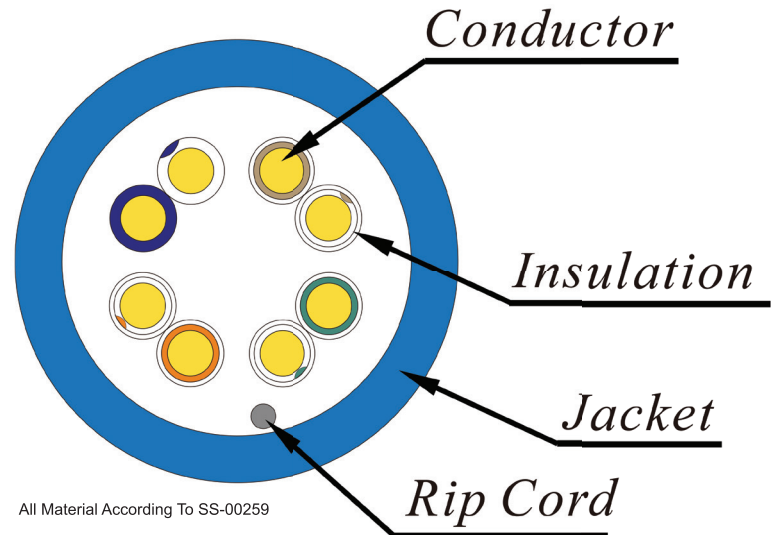 Conductor
Insulation
Jacket
Rip Cord
All Material According To SS-00259